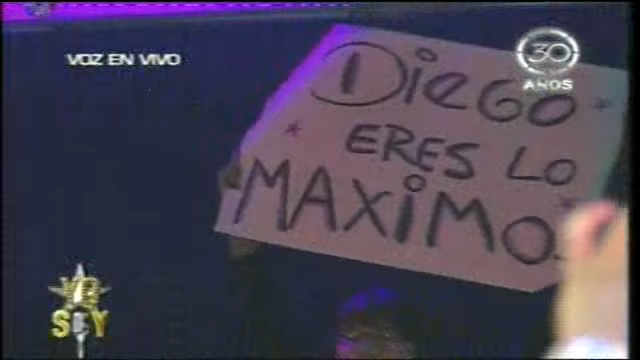 VOZ EN VIVO
30
AÑOS
DiEGO
ERES LO
MAXiMO
YO
SOY